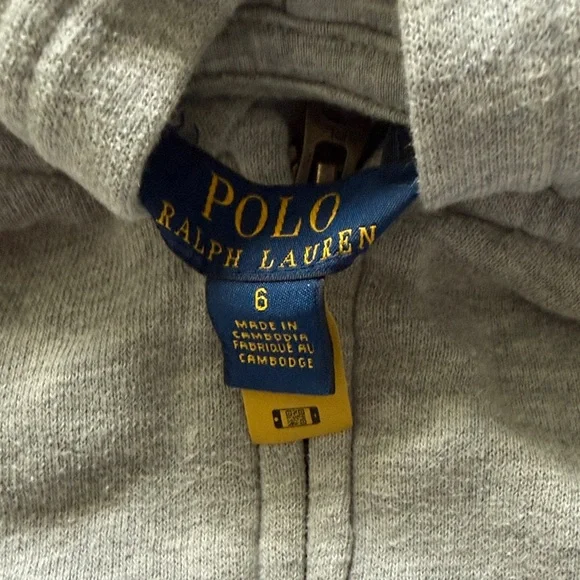 POLO
RALPH LAUREN
6
MADE IN
CAMBODIA
FABRIQUÉ AU
CAMBODGE